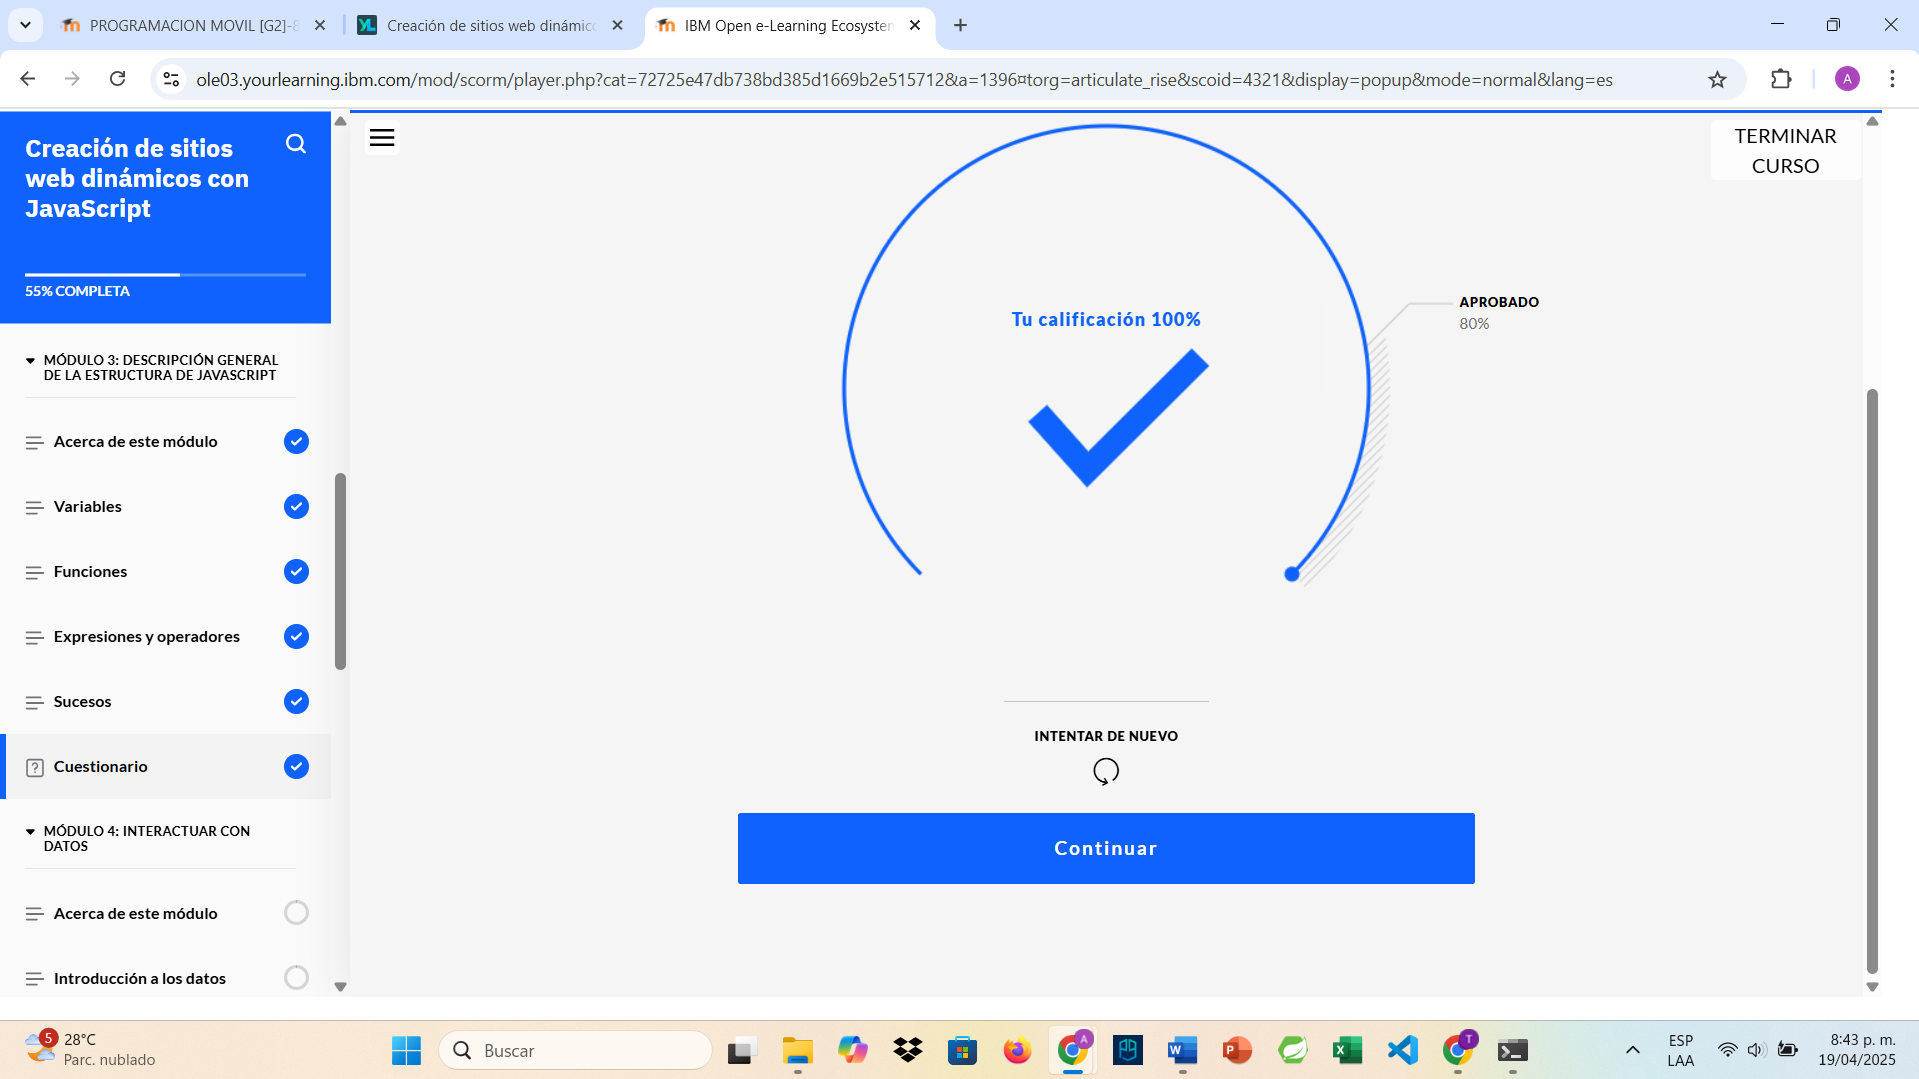 PROGRAMACION MOVIL [G2]-8
Creación de sitios web dinámico
IBM Open e-Learning Ecosysten
ole03.yourlearning.ibm.com/mod/scorm/player.php?cat=72725e47db738bd385d1669b2e515712&a=1396¤torg=articulate_rise&scoid=4321&display=popup&mode=normal&lang=es
A
Creación de sitios
web dinámicos con
JavaScript
55% COMPLETA
MÓDULO 3: DESCRIPCIÓN GENERAL
DE LA ESTRUCTURA DE JAVASCRIPT
Acerca de este módulo
Variables
Funciones
Expresiones y operadores
Sucesos
Cuestionario
MÓDULO 4: INTERACTUAR CON
DATOS
Acerca de este módulo
Introducción a los datos
TERMINAR
CURSO
Tu calificación 100%
APROBADO
80%
INTENTAR DE NUEVO
Continuar
5
28°C
Parc. nublado
Buscar
A
T
ESP
LAA
8:43 p. m.
19/04/2025